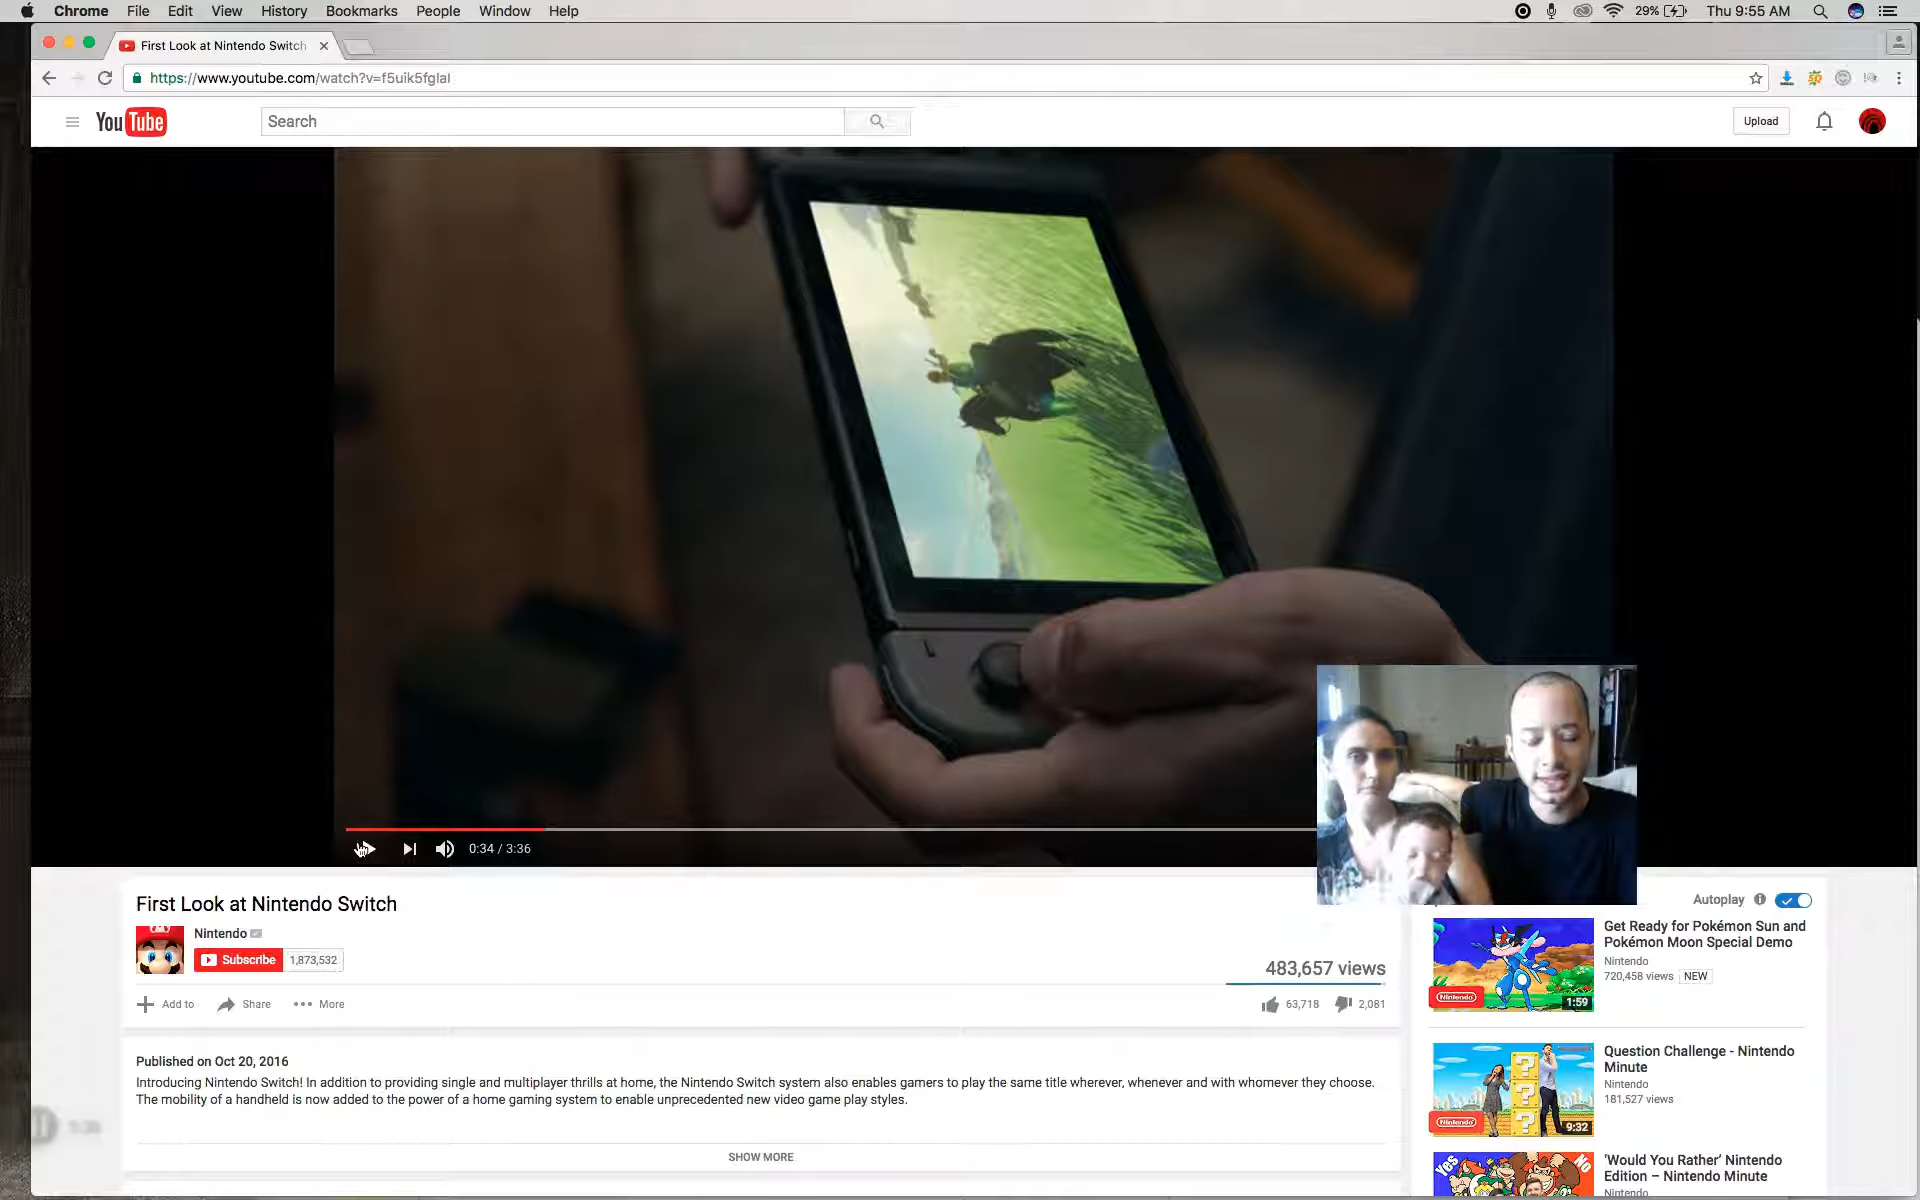 Chrome File Edit View History Bookmarks People Window Help 29% Thu 9:55 AM
First Look at Nintendo Switch
https://www.youtube.com/watch?v=f5uik5fglaI
YouTube Search Upload
0:34 / 3:36
First Look at Nintendo Switch
Nintendo
Subscribe 1,873,532
483,657 views
Add to Share More 63,718 2,081
Published on Oct 20, 2016
Introducing Nintendo Switch! In addition to providing single and multiplayer thrills at home, the Nintendo Switch system also enables gamers to play the same title wherever, whenever and with whomever they choose.
The mobility of a handheld is now added to the power of a home gaming system to enable unprecedented new video game play styles.
SHOW MORE
Autoplay
Get Ready for Pokémon Sun and
Pokémon Moon Special Demo
Nintendo
720,458 views NEW
Nintendo
1:59
Question Challenge - Nintendo
Minute
Nintendo
181,527 views
? ? ?
Nintendo
9:32
'Would You Rather' Nintendo
Edition – Nintendo Minute
Nintendo
Yes No